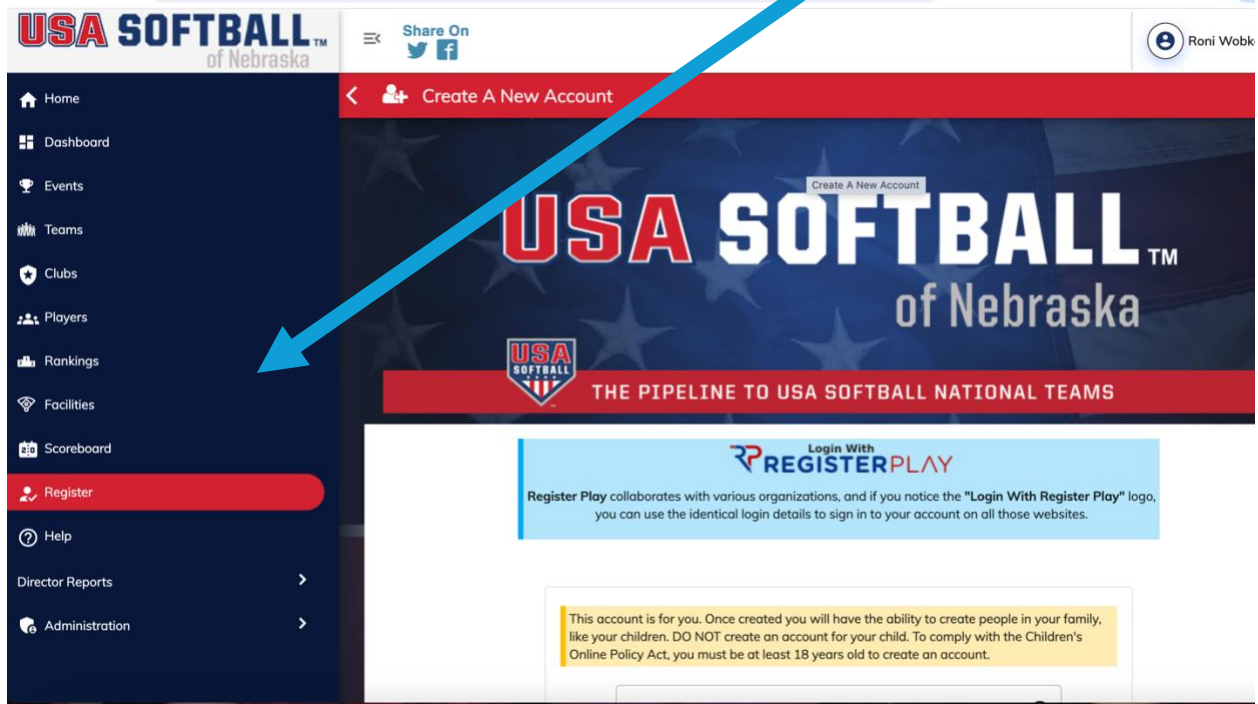 USA SOFTBALL TM
of Nebraska
Share On
Roni Wobk
Home
Dashboard
Events
Teams
Clubs
Players
Rankings
Facilities
Scoreboard
Register
Help
Director Reports
Administration
Create A New Account
Create A New Account
USA SOFTBALL TM
of Nebraska
USA
SOFTBALL
THE PIPELINE TO USA SOFTBALL NATIONAL TEAMS
Login With
REGISTERPLAY
Register Play collaborates with various organizations, and if you notice the "Login With Register Play" logo,
you can use the identical login details to sign in to your account on all those websites.
This account is for you. Once created you will have the ability to create people in your family,
like your children. DO NOT create an account for your child. To comply with the Children's
Online Policy Act, you must be at least 18 years old to create an account.